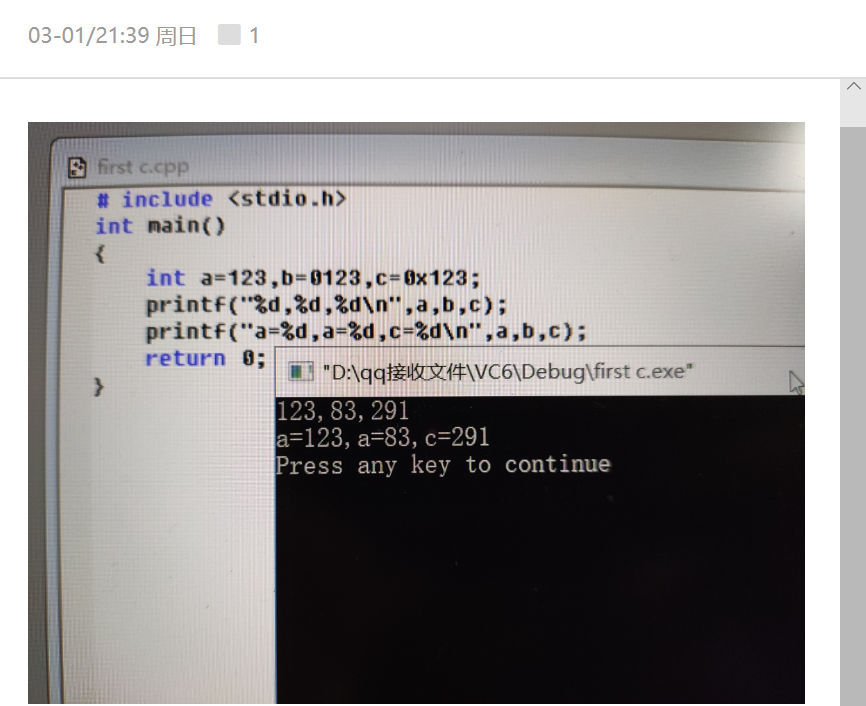 03-01/21:39 周日 1
first c.cpp
# include <stdio.h>
int main()
{
int a=123,b=0123,c=0x123;
printf("%d,%d,%d\n",a,b,c);
printf("a=%d,a=%d,c=%d\n",a,b,c);
return 0;
}
"D:\qq接收文件\VC6\Debug\first c.exe"
123,83,291
a=123,a=83,c=291
Press any key to continue